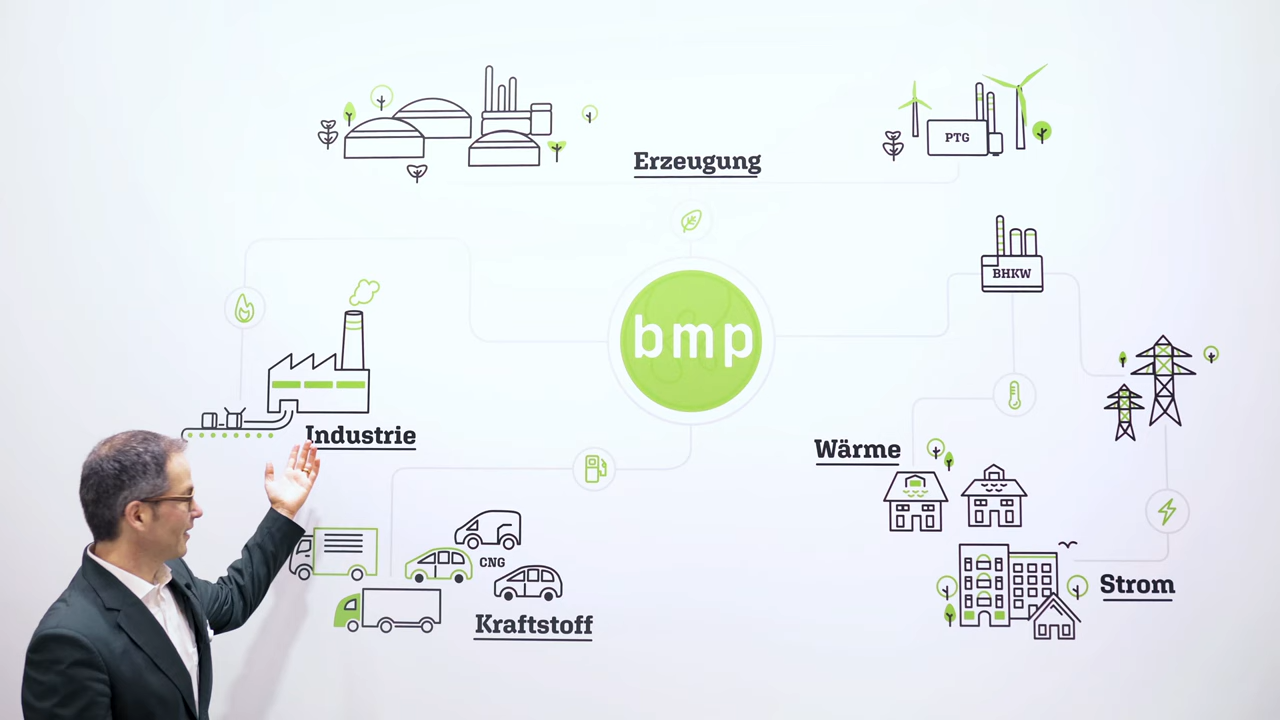 PTG
Erzeugung
BHKW
bmp
Industrie
Wärme
CNG
Strom
Kraftstoff